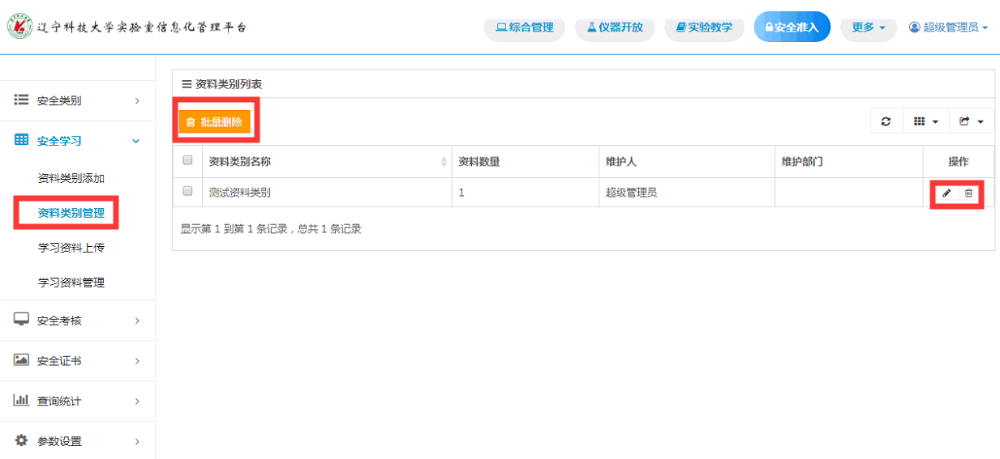 辽宁科技大学实验室信息化管理平台
综合管理
仪器开放
实验教学
安全准入
更多
超级管理员
安全类别
安全学习
资料类别添加
资料类别管理
学习资料上传
学习资料管理
安全考核
安全证书
查询统计
参数设置
资料类别列表
批量删除
资料类别名称 资料数量 维护人 维护部门 操作
测试资料类别 1 超级管理员
显示第 1 到第 1 条记录，总共 1 条记录